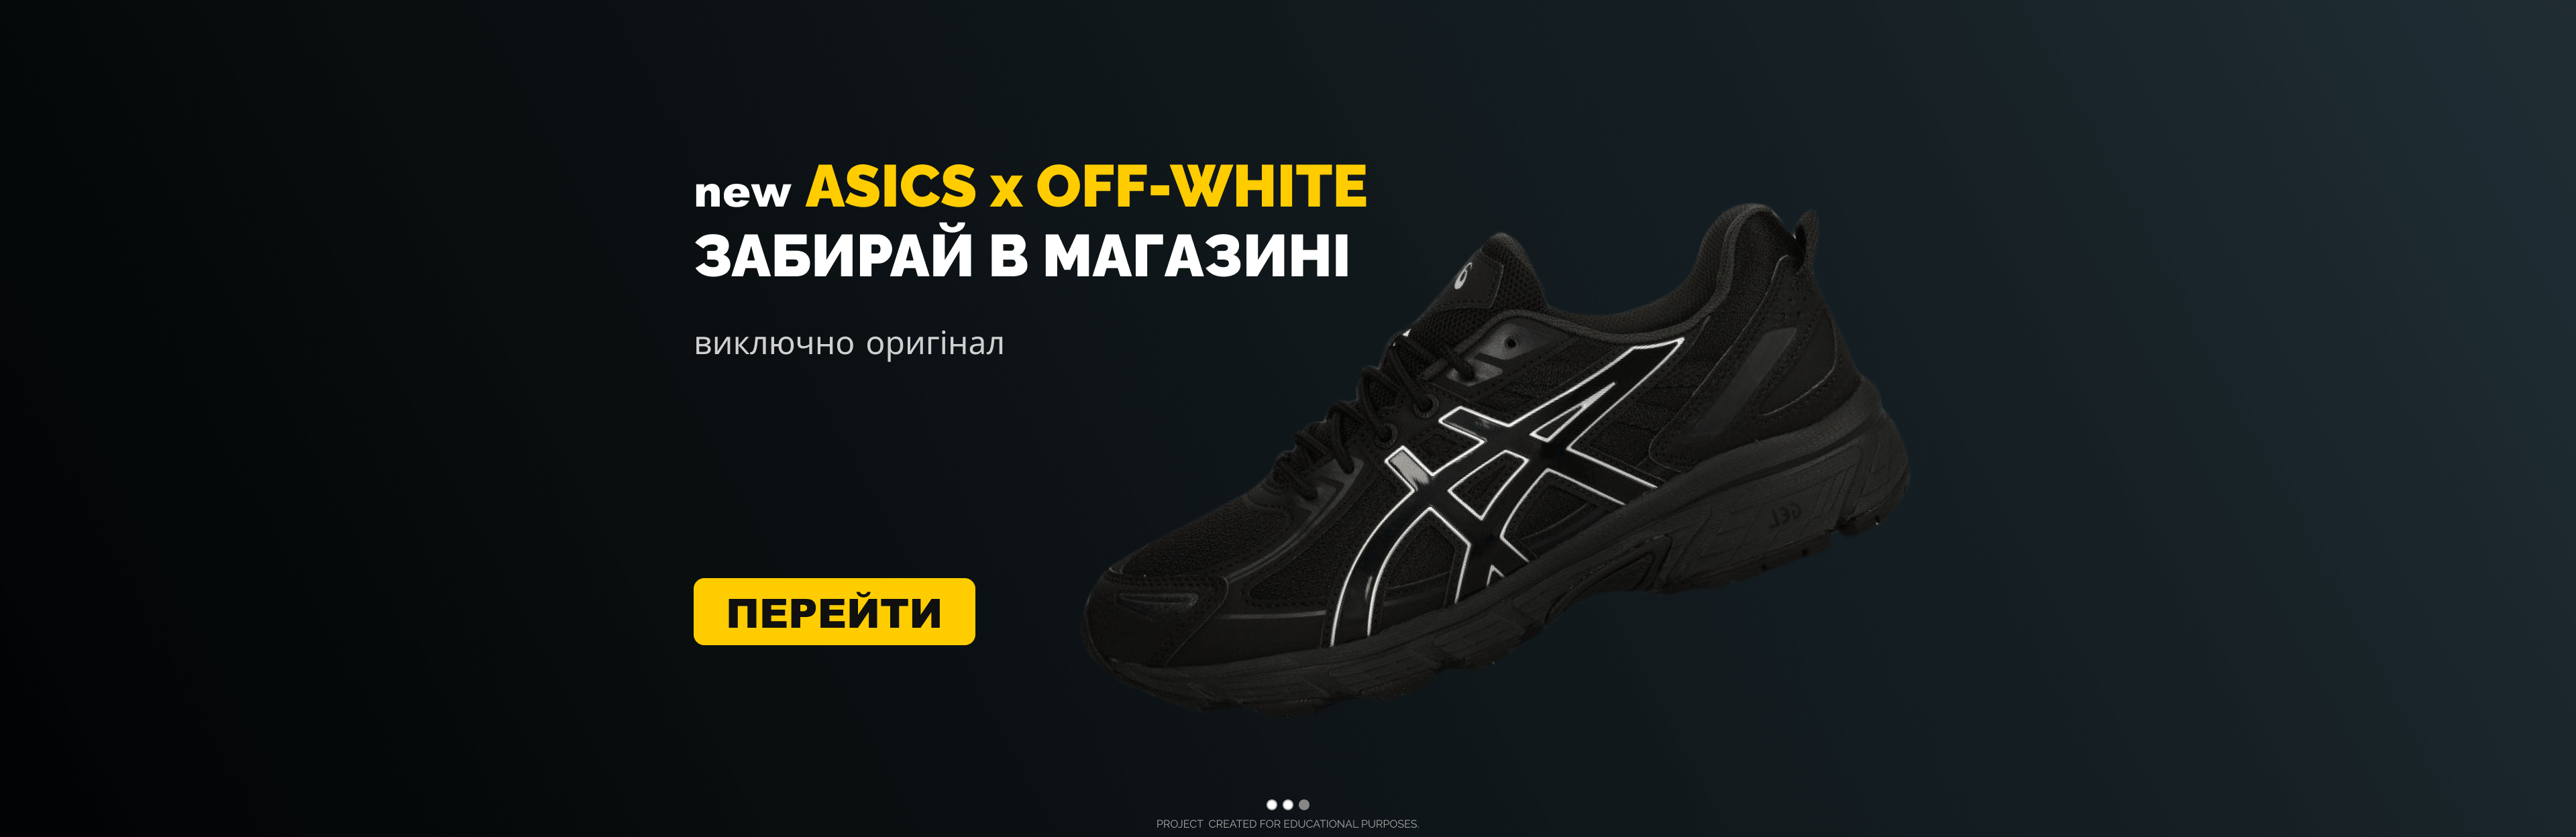 new ASICS x OFF-WHITE
ЗАБИРАЙ В МАГАЗИНІ
виключно оригінал
GEL
ПЕРЕЙТИ
PROJECT CREATED FOR EDUCATIONAL PURPOSES.